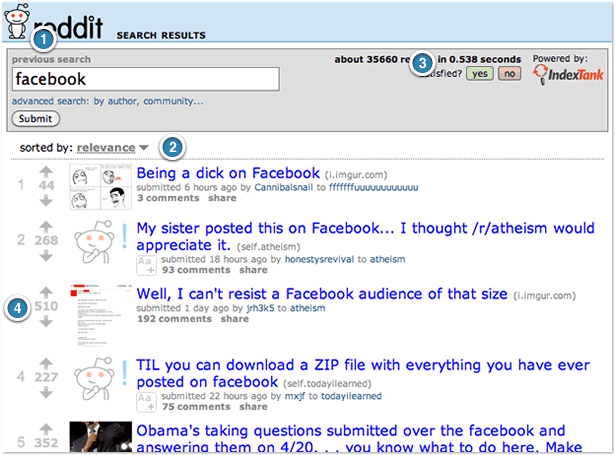 reddit SEARCH RESULTS
1
previous search
about 35660 in 0.538 seconds
Powered by:
3
facebook
yes no
IndexTank
advanced search: by author, community...
Submit
sorted by: relevance
2
1
44
Being a dick on Facebook (i.imgur.com)
submitted 6 hours ago by Cannibalsnail to fffffffuuuuuuuuuuuu
3 comments share
2
268
My sister posted this on Facebook... I thought /r/atheism would
appreciate it. (self.atheism)
Aa+
submitted 18 hours ago by honestysrevival to atheism
93 comments share
4
510
Well, I can't resist a Facebook audience of that size (i.imgur.com)
submitted 1 day ago by jrh3k5 to atheism
192 comments share
4
227
TIL you can download a ZIP file with everything you have ever
posted on facebook (self.todayilearned)
Aa+
submitted 22 hours ago by mxjf to todayilearned
75 comments share
5
352
Obama's taking questions submitted over the facebook and
answering them on 4/20. . . you know what to do here. Make